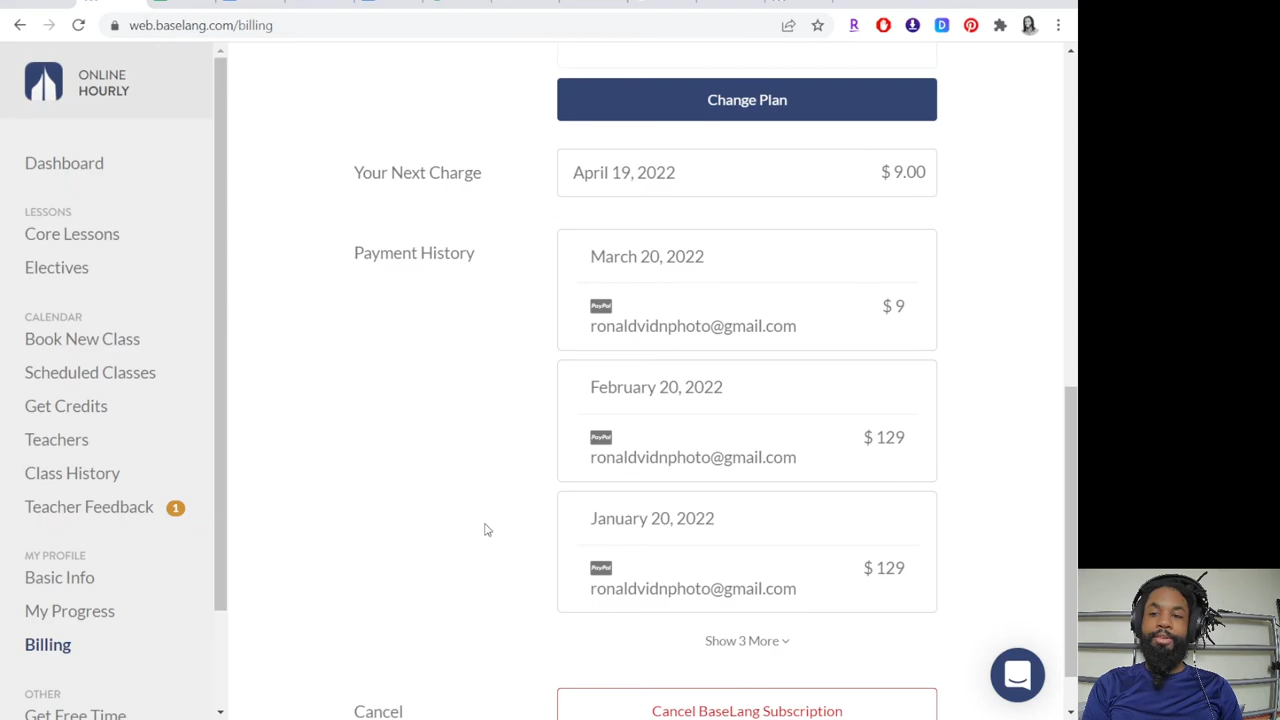 web.baselang.com/billing
ONLINE
HOURLY
Dashboard
LESSONS
Core Lessons
Electives
CALENDAR
Book New Class
Scheduled Classes
Get Credits
Teachers
Class History
Teacher Feedback 1
MY PROFILE
Basic Info
My Progress
Billing
OTHER
Get Free Time
Change Plan
Your Next Charge
April 19, 2022 $ 9.00
Payment History
March 20, 2022
PayPal $ 9
ronaldvidnphoto@gmail.com
February 20, 2022
PayPal $ 129
ronaldvidnphoto@gmail.com
January 20, 2022
PayPal $ 129
ronaldvidnphoto@gmail.com
Show 3 More
Cancel
Cancel BaseLang Subscription